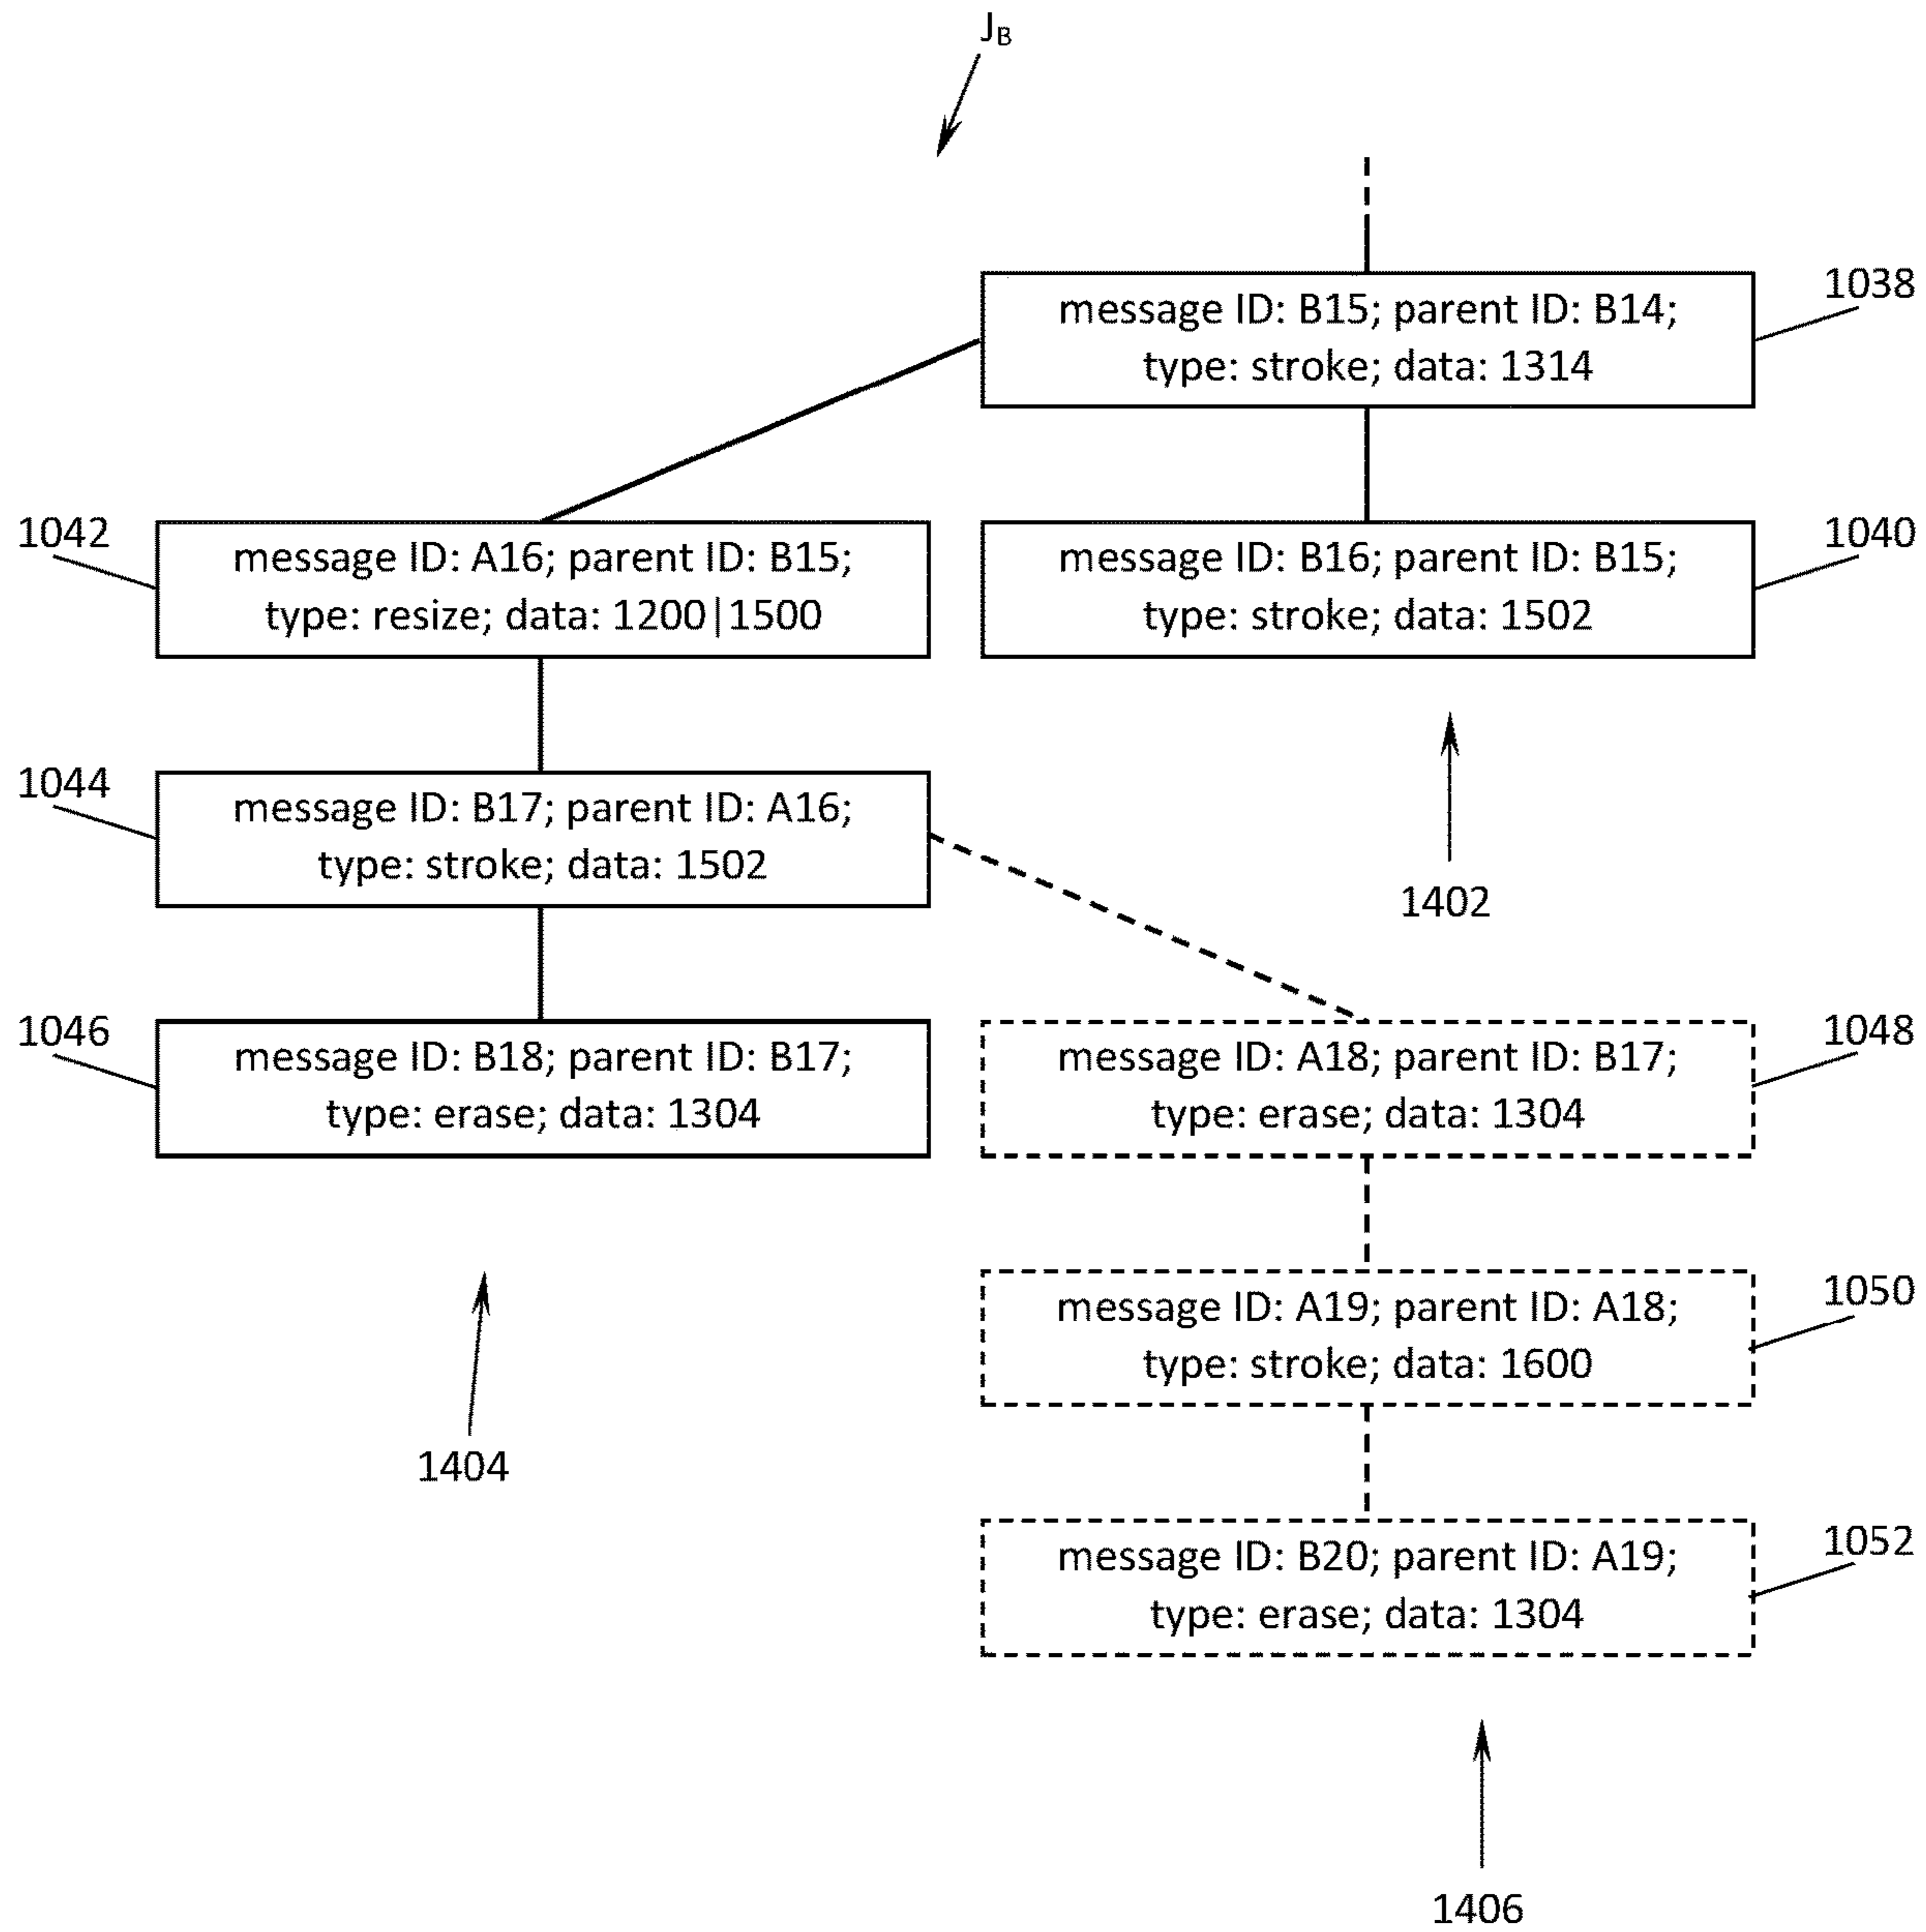 J_B
message ID: B15; parent ID: B14;
type: stroke; data: 1314
1038
1042
message ID: A16; parent ID: B15;
type: resize; data: 1200|1500
message ID: B16; parent ID: B15;
type: stroke; data: 1502
1040
1044
message ID: B17; parent ID: A16;
type: stroke; data: 1502
1402
1046
message ID: B18; parent ID: B17;
type: erase; data: 1304
message ID: A18; parent ID: B17;
type: erase; data: 1304
1048
message ID: A19; parent ID: A18;
type: stroke; data: 1600
1050
1404
message ID: B20; parent ID: A19;
type: erase; data: 1304
1052
1406